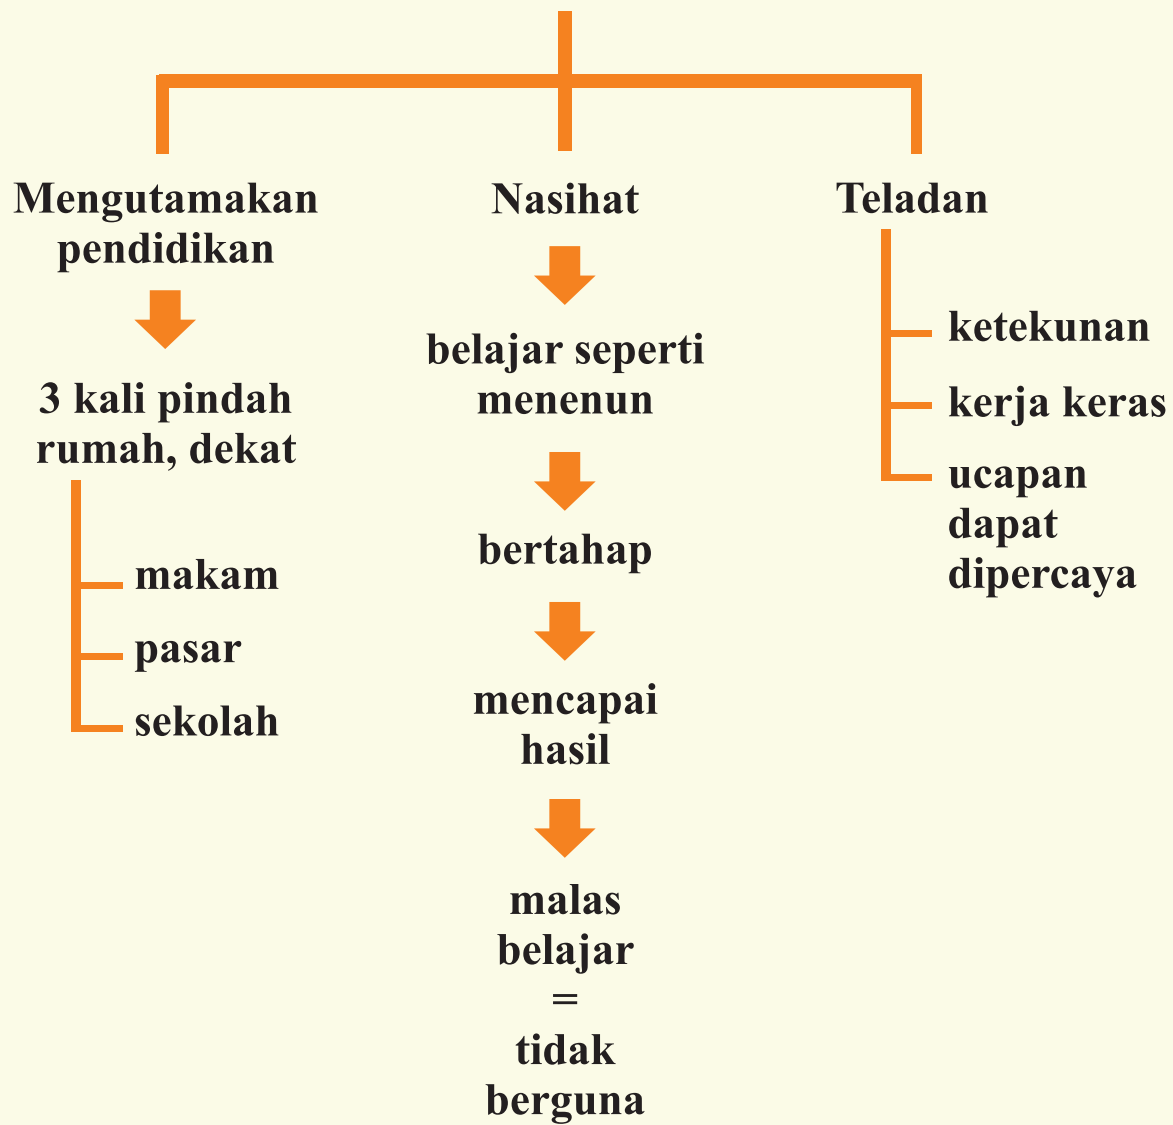 Mengutamakan
pendidikan
3 kali pindah
rumah, dekat
makam
pasar
sekolah
Nasihat
belajar seperti
menenun
bertahap
mencapai
hasil
malas
belajar
=
tidak
berguna
Teladan
ketekunan
kerja keras
ucapan
dapat
dipercaya